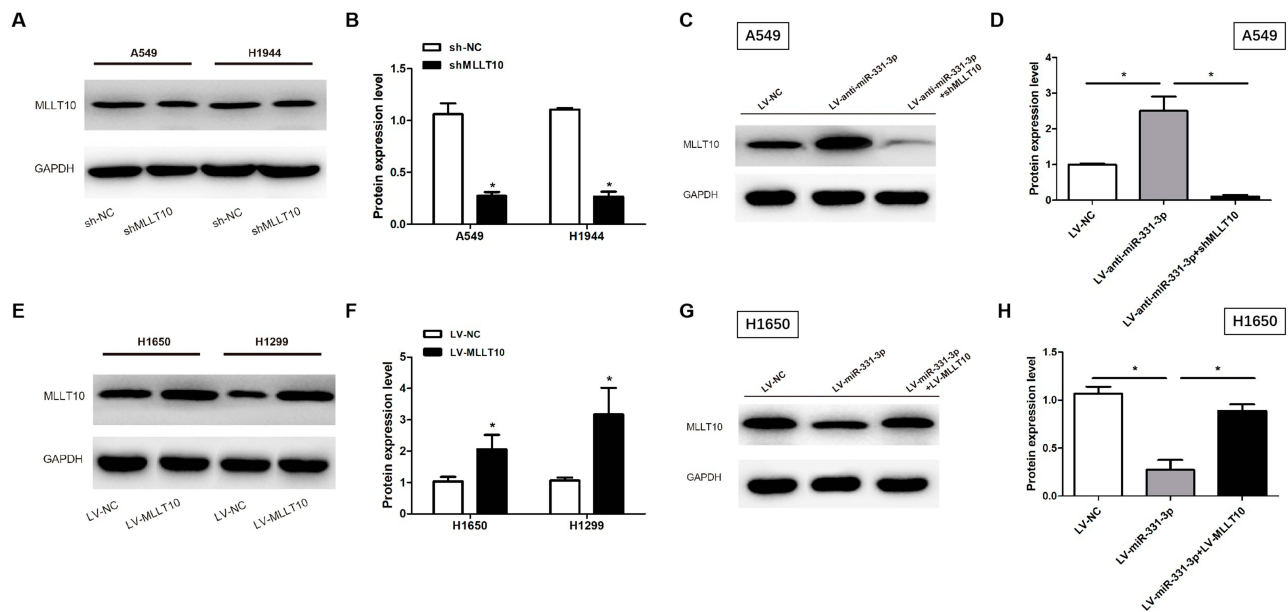 A
A549
H1944
MLLT10
GAPDH
sh-NC
shMLLT10
sh-NC
shMLLT10
B
sh-NC
shMLLT10
Protein expression level
1.5
1.0
0.5
0.0
*
*
A549
H1944
C
A549
LV-NC
LV-anti-miR-331-3p
LV-anti-miR-331-3p
+shMLLT10
MLLT10
GAPDH
D
A549
Protein expression level
4
3
2
1
0
*
*
LV-NC
LV-anti-miR-331-3p
LV-anti-miR-331-3p+shMLLT10
E
H1650
H1299
MLLT10
GAPDH
LV-NC
LV-MLLT10
LV-NC
LV-MLLT10
F
LV-NC
LV-MLLT10
Protein expression level
5
4
3
2
1
0
*
*
H1650
H1299
G
H1650
LV-NC
LV-miR-331-3p
LV-miR-331-3p
+LV-MLLT10
MLLT10
GAPDH
H
H1650
Protein expression level
1.5
1.0
0.5
0.0
*
*
LV-NC
LV-miR-331-3p
LV-miR-331-3p+LV-MLLT10